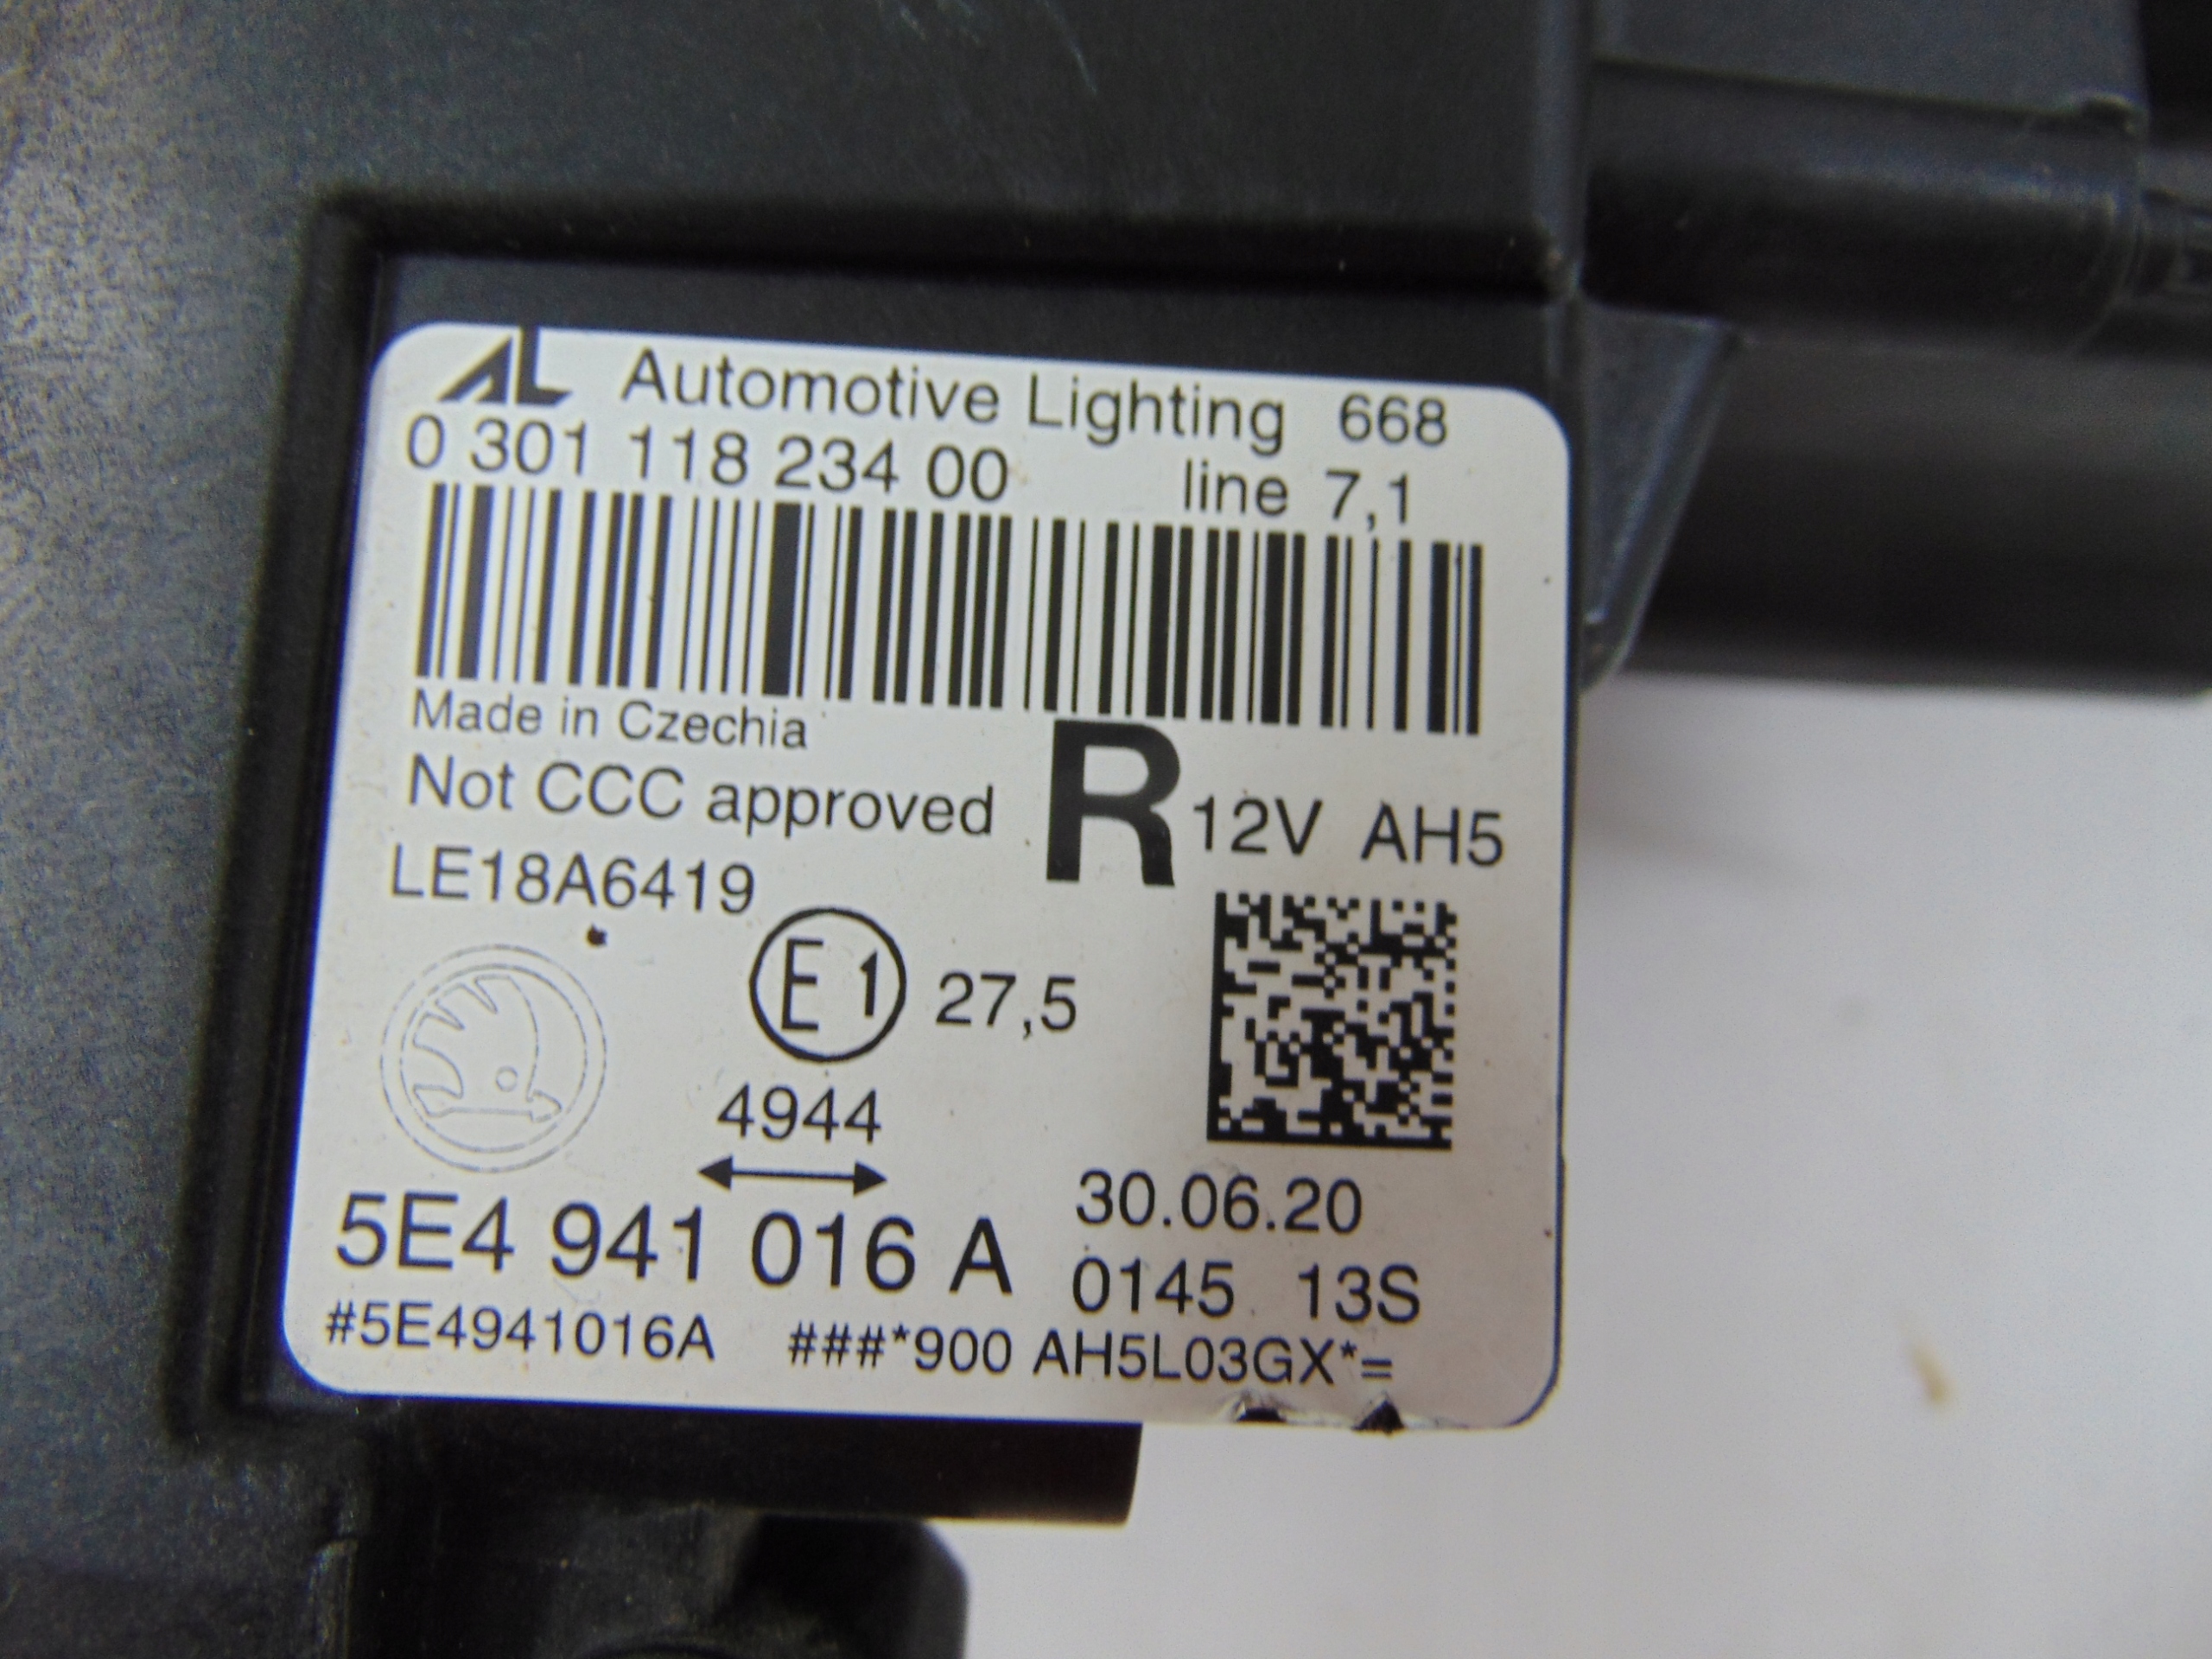 AL Automotive Lighting 668
0 301 118 234 00 line 7,1
Made in Czechia
Not CCC approved R 12V AH5
LE18A6419
E1 27,5
4944
5E4 941 016 A 30.06.20
0145 13S
#5E4941016A ###*900 AH5L03GX*=